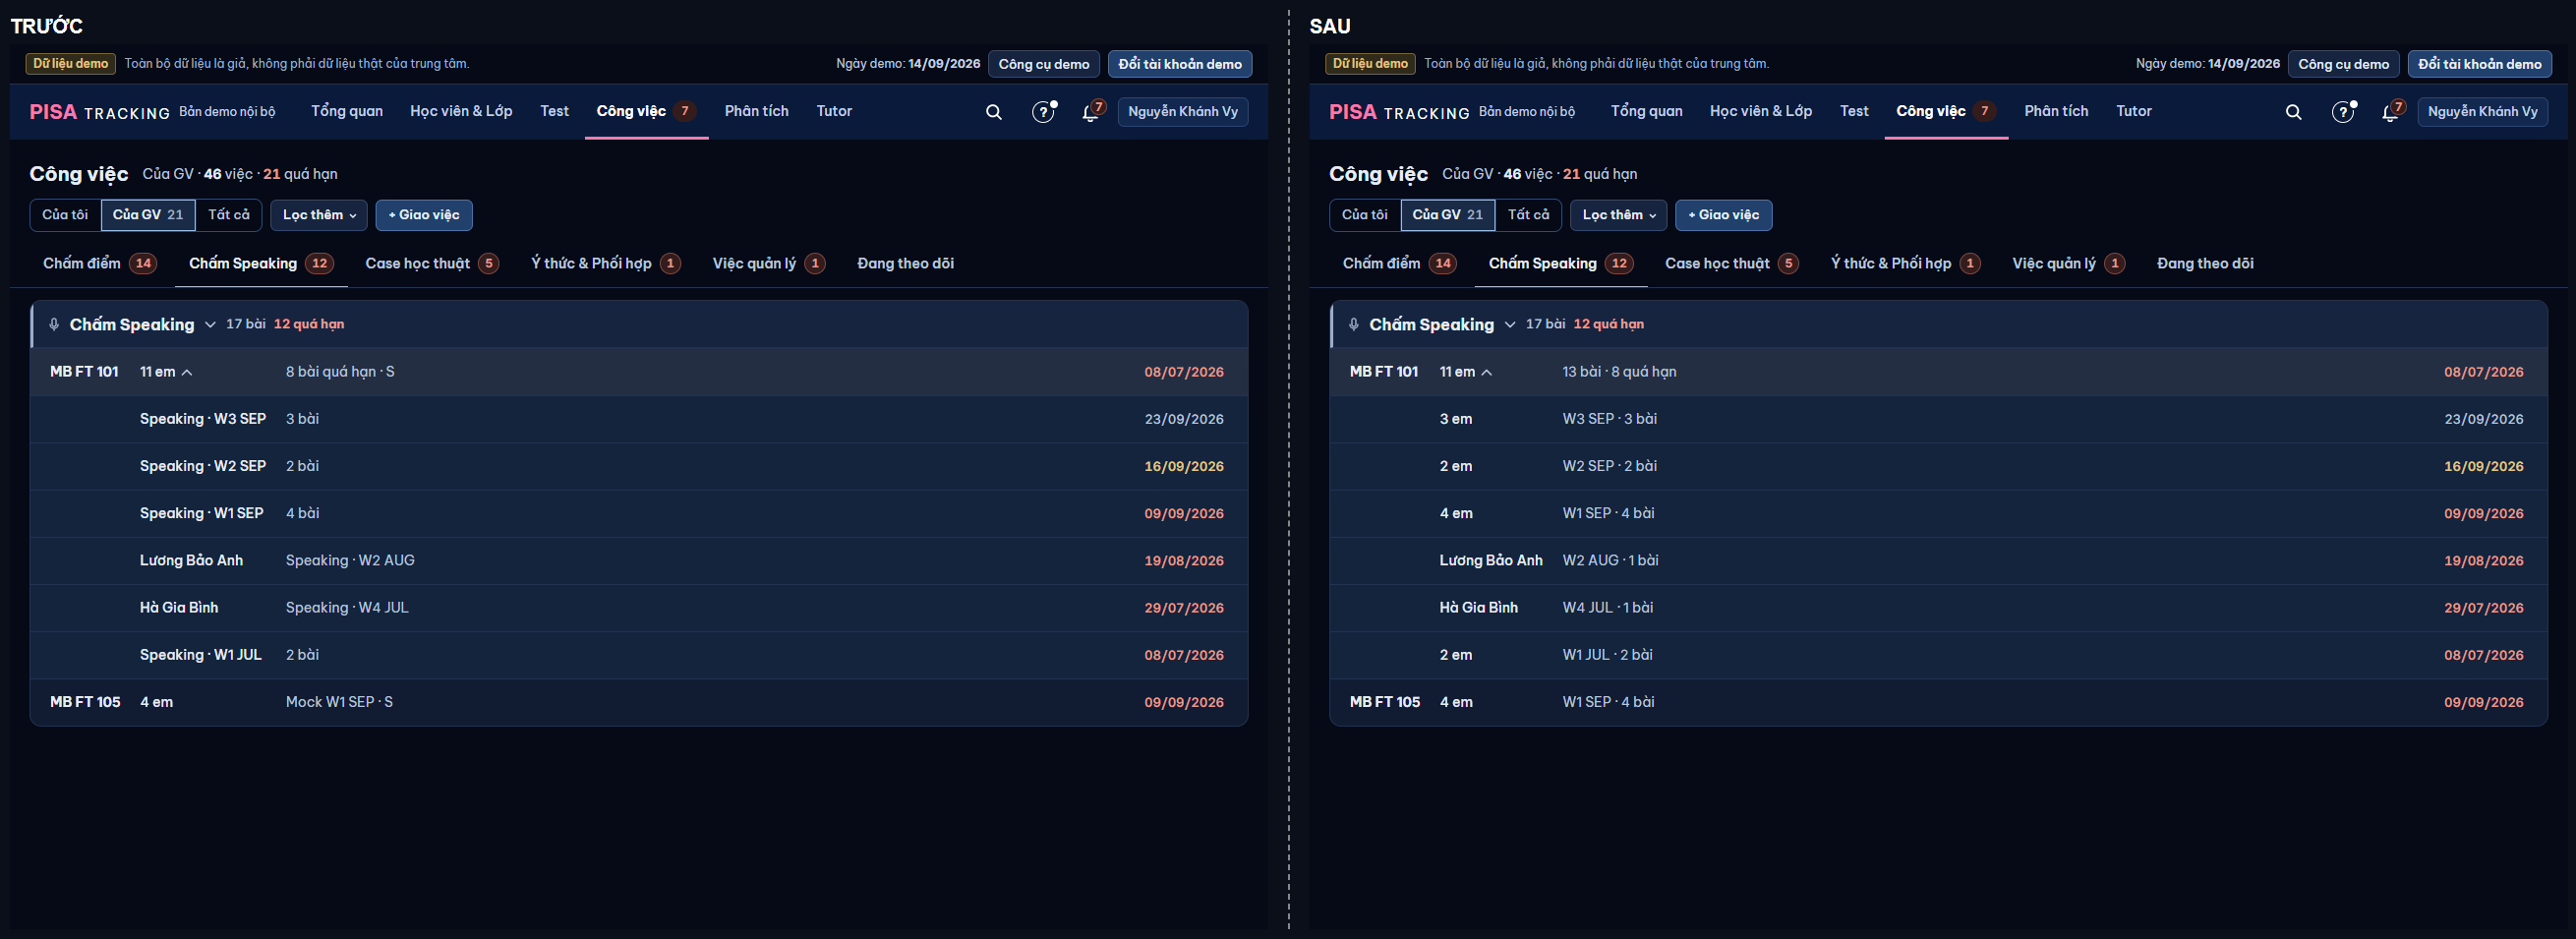 TRƯỚC
Dữ liệu demo Toàn bộ dữ liệu là giả, không phải dữ liệu thật của trung tâm. Ngày demo: 14/09/2026 Công cụ demo Đổi tài khoản demo
PISA TRACKING Bản demo nội bộ Tổng quan Học viên & Lớp Test Công việc 7 Phân tích Tutor ? 7 Nguyễn Khánh Vy
Công việc Của GV · 46 việc · 21 quá hạn
Của tôi Của GV 21 Tất cả Lọc thêm + Giao việc
Chấm điểm 14 Chấm Speaking 12 Case học thuật 5 Ý thức & Phối hợp 1 Việc quản lý 1 Đang theo dõi
Chấm Speaking 17 bài 12 quá hạn
MB FT 101 11 em 8 bài quá hạn · S 08/07/2026
Speaking · W3 SEP 3 bài 23/09/2026
Speaking · W2 SEP 2 bài 16/09/2026
Speaking · W1 SEP 4 bài 09/09/2026
Lương Bảo Anh Speaking · W2 AUG 19/08/2026
Hà Gia Bình Speaking · W4 JUL 29/07/2026
Speaking · W1 JUL 2 bài 08/07/2026
MB FT 105 4 em Mock W1 SEP · S 09/09/2026
SAU
Dữ liệu demo Toàn bộ dữ liệu là giả, không phải dữ liệu thật của trung tâm. Ngày demo: 14/09/2026 Công cụ demo Đổi tài khoản demo
PISA TRACKING Bản demo nội bộ Tổng quan Học viên & Lớp Test Công việc 7 Phân tích Tutor ? 7 Nguyễn Khánh Vy
Công việc Của GV · 46 việc · 21 quá hạn
Của tôi Của GV 21 Tất cả Lọc thêm + Giao việc
Chấm điểm 14 Chấm Speaking 12 Case học thuật 5 Ý thức & Phối hợp 1 Việc quản lý 1 Đang theo dõi
Chấm Speaking 17 bài 12 quá hạn
MB FT 101 11 em 13 bài · 8 quá hạn 08/07/2026
3 em W3 SEP · 3 bài 23/09/2026
2 em W2 SEP · 2 bài 16/09/2026
4 em W1 SEP · 4 bài 09/09/2026
Lương Bảo Anh W2 AUG · 1 bài 19/08/2026
Hà Gia Bình W4 JUL · 1 bài 29/07/2026
2 em W1 JUL · 2 bài 08/07/2026
MB FT 105 4 em W1 SEP · 4 bài 09/09/2026